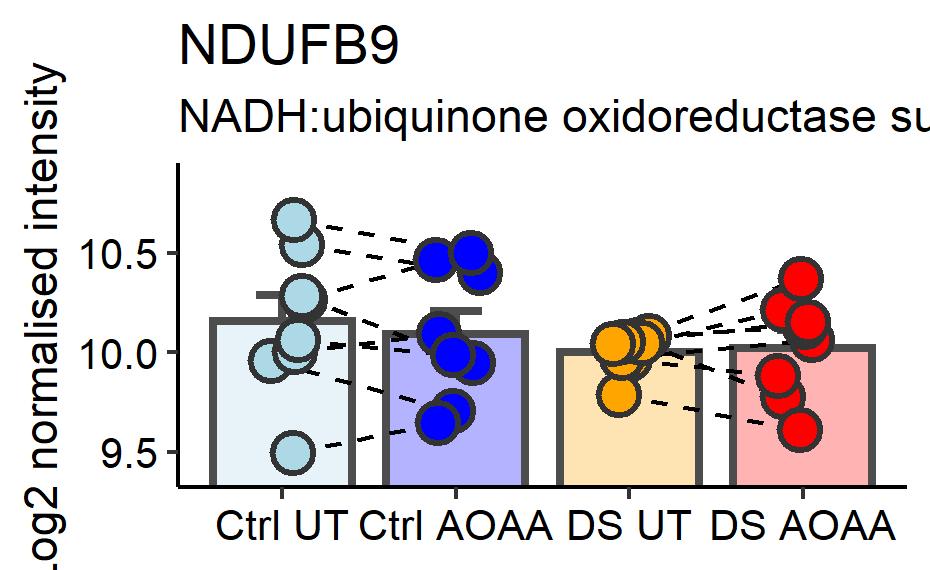 NDUFB9
NADH:ubiquinone oxidoreductase su
.og2 normalised intensity
10.5
10.0
9.5
Ctrl UT
Ctrl AOAA
DS UT
DS AOAA